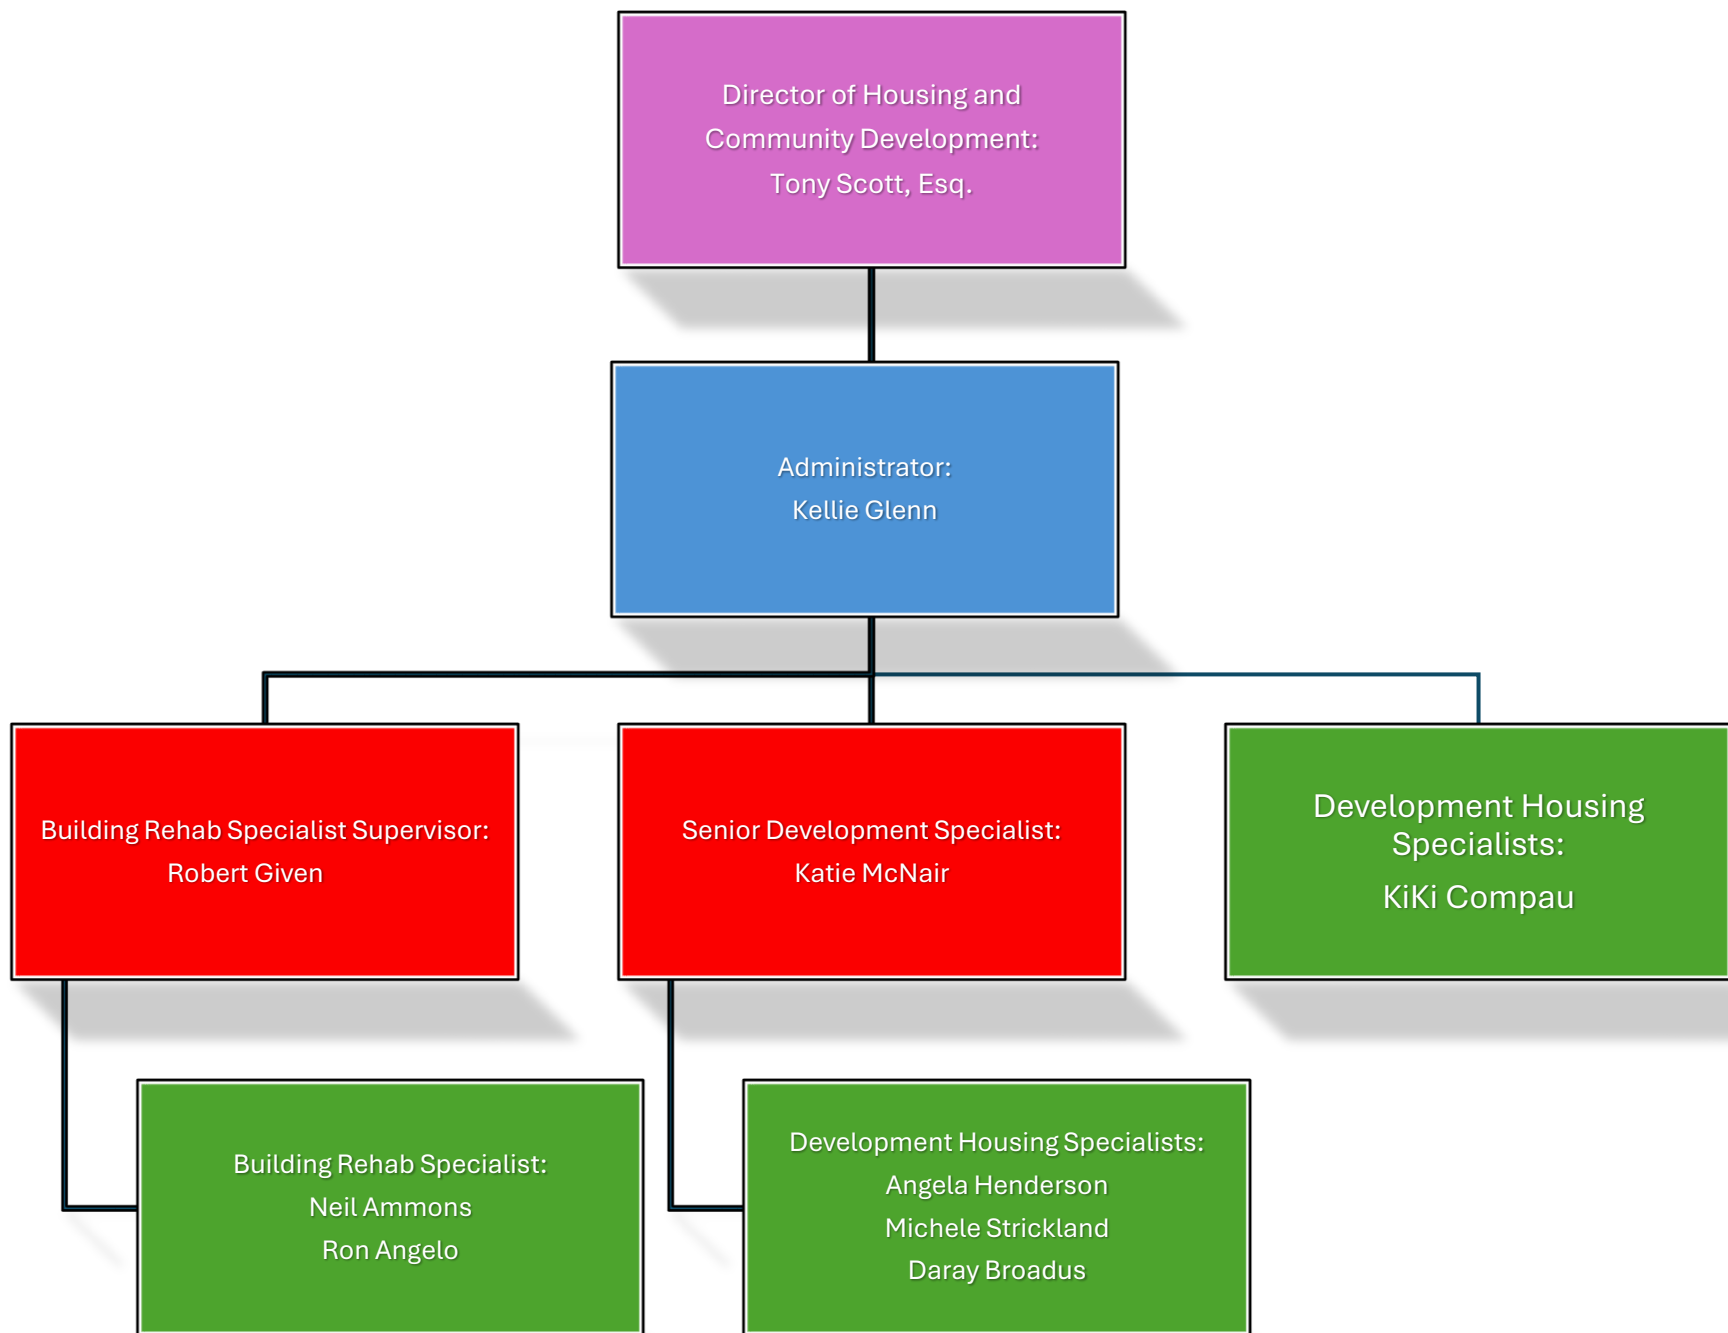 Director of Housing and
Community Development:
Tony Scott, Esq.
Administrator:
Kellie Glenn
Building Rehab Specialist Supervisor:
Robert Given
Senior Development Specialist:
Katie McNair
Development Housing
Specialists:
KiKi Compau
Building Rehab Specialist:
Neil Ammons
Ron Angelo
Development Housing Specialists:
Angela Henderson
Michele Strickland
Daray Broadus